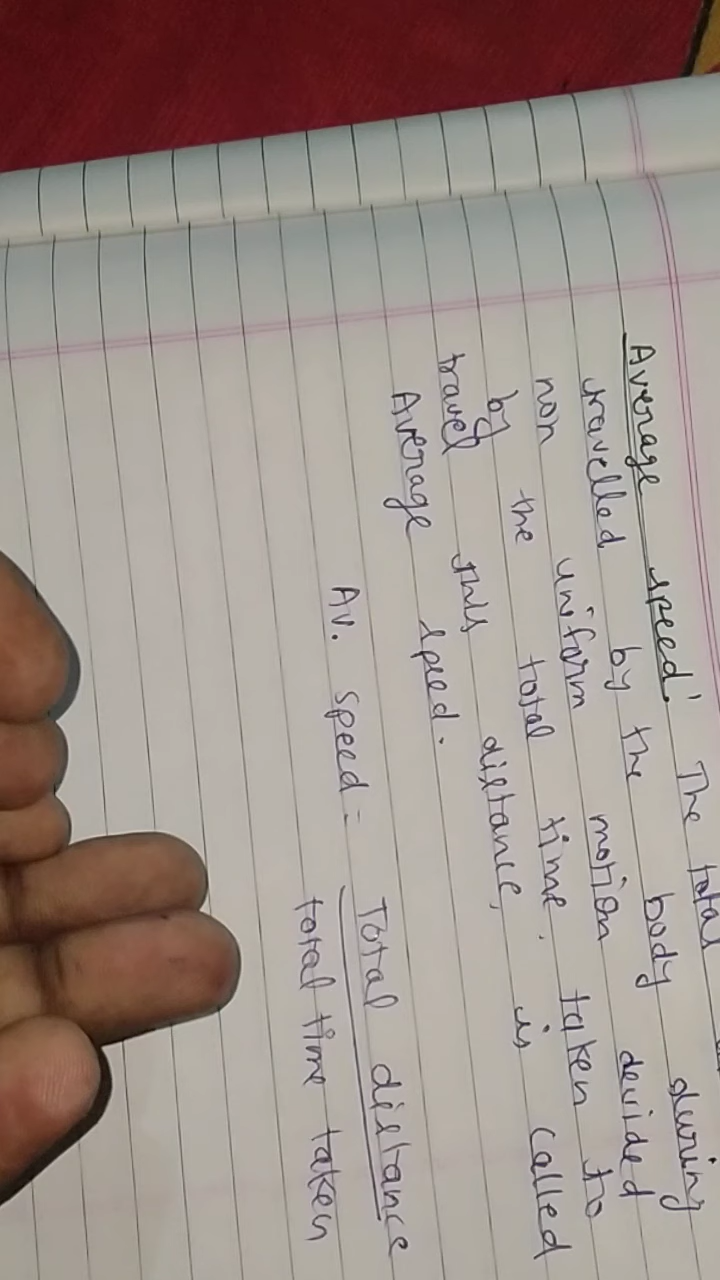 Average speed: The total
travelled by the body during
non uniform motion devided
by the total time. taken to
travel this distance, is called
Average speed.
Av. speed = Total distance
total time taken